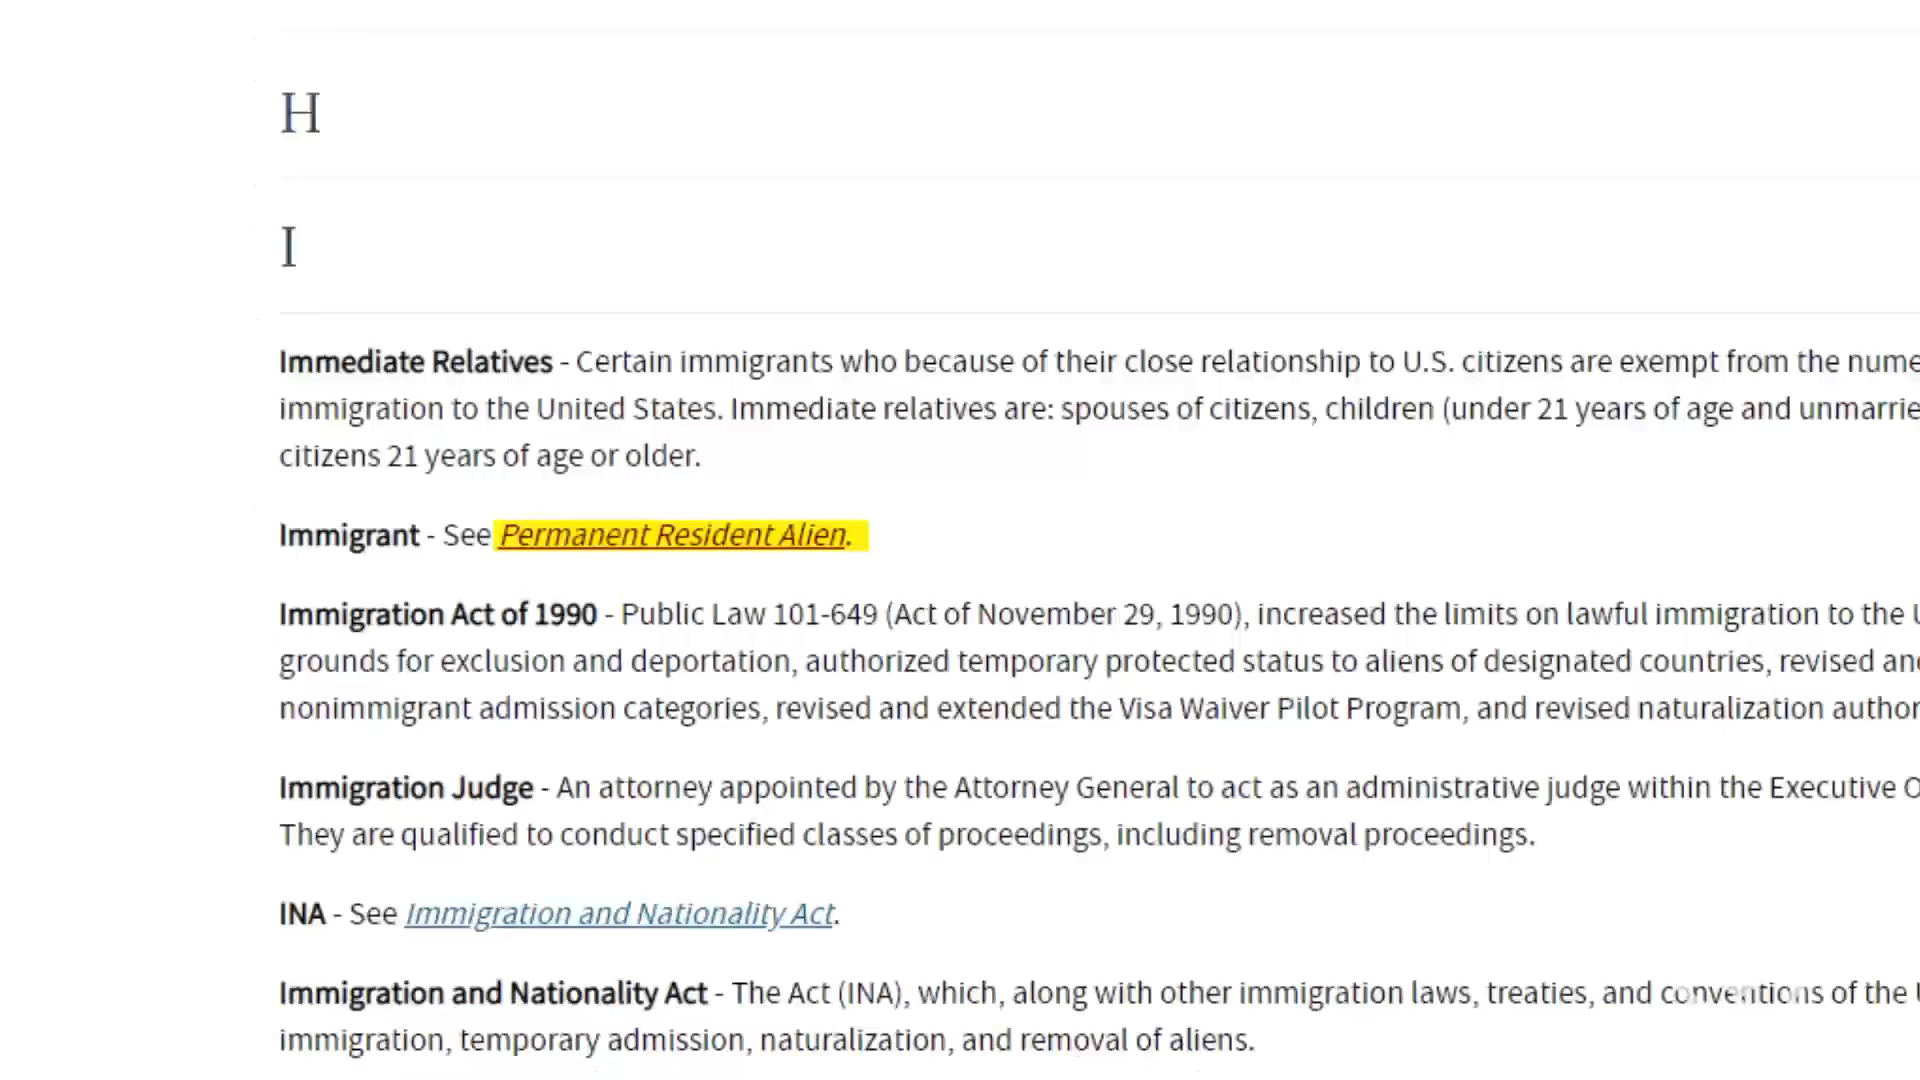 H
I
Immediate Relatives - Certain immigrants who because of their close relationship to U.S. citizens are exempt from the nume
immigration to the United States. Immediate relatives are: spouses of citizens, children (under 21 years of age and unmarrie
citizens 21 years of age or older.
Immigrant - See Permanent Resident Alien.
Immigration Act of 1990 - Public Law 101-649 (Act of November 29, 1990), increased the limits on lawful immigration to the U
grounds for exclusion and deportation, authorized temporary protected status to aliens of designated countries, revised an
nonimmigrant admission categories, revised and extended the Visa Waiver Pilot Program, and revised naturalization author
Immigration Judge - An attorney appointed by the Attorney General to act as an administrative judge within the Executive O
They are qualified to conduct specified classes of proceedings, including removal proceedings.
INA - See Immigration and Nationality Act.
Immigration and Nationality Act - The Act (INA), which, along with other immigration laws, treaties, and conventions of the U
immigration, temporary admission, naturalization, and removal of aliens.